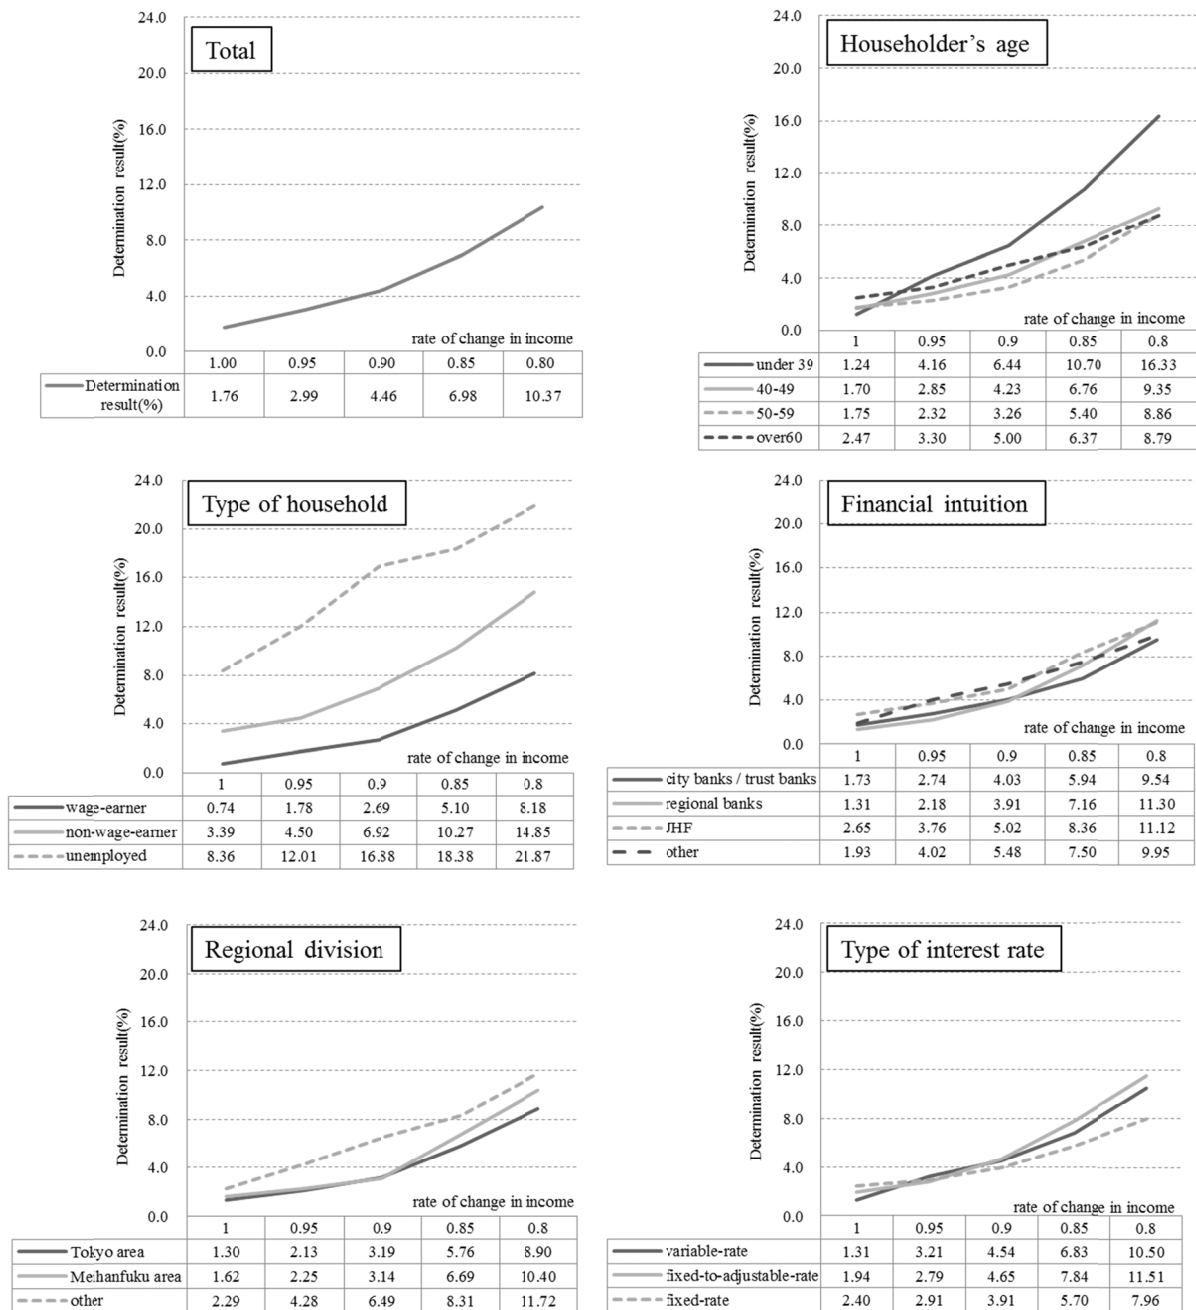 Total
24.0
20.0
16.0
12.0
8.0
4.0
0.0
Determination result(%)
rate of change in income
1.00 0.95 0.90 0.85 0.80
Determination result(%) 1.76 2.99 4.46 6.98 10.37
Householder's age
24.0
20.0
16.0
12.0
8.0
4.0
0.0
Determination result(%)
rate of change in income
1 0.95 0.9 0.85 0.8
under 39 1.24 4.16 6.44 10.70 16.33
40-49 1.70 2.85 4.23 6.76 9.35
50-59 1.75 2.32 3.26 5.40 8.86
over60 2.47 3.30 5.00 6.37 8.79
Type of household
24.0
20.0
16.0
12.0
8.0
4.0
0.0
Determination result(%)
rate of change in income
1 0.95 0.9 0.85 0.8
wage-earner 0.74 1.78 2.69 5.10 8.18
non-wage-earner 3.39 4.50 6.92 10.27 14.85
unemployed 8.36 12.01 16.88 18.38 21.87
Financial intuition
24.0
20.0
16.0
12.0
8.0
4.0
0.0
Determination result(%)
rate of change in income
1 0.95 0.9 0.85 0.8
city banks / trust banks 1.73 2.74 4.03 5.94 9.54
regional banks 1.31 2.18 3.91 7.16 11.30
JHF 2.65 3.76 5.02 8.36 11.12
other 1.93 4.02 5.48 7.50 9.95
Regional division
24.0
20.0
16.0
12.0
8.0
4.0
0.0
Determination result(%)
rate of change in income
1 0.95 0.9 0.85 0.8
Tokyo area 1.30 2.13 3.19 5.76 8.90
Meihanfuku area 1.62 2.25 3.14 6.69 10.40
other 2.29 4.28 6.49 8.31 11.72
Type of interest rate
24.0
20.0
16.0
12.0
8.0
4.0
0.0
Determination result(%)
rate of change in income
1 0.95 0.9 0.85 0.8
variable-rate 1.31 3.21 4.54 6.83 10.50
fixed-to-adjustable-rate 1.94 2.79 4.65 7.84 11.51
fixed-rate 2.40 2.91 3.91 5.70 7.96